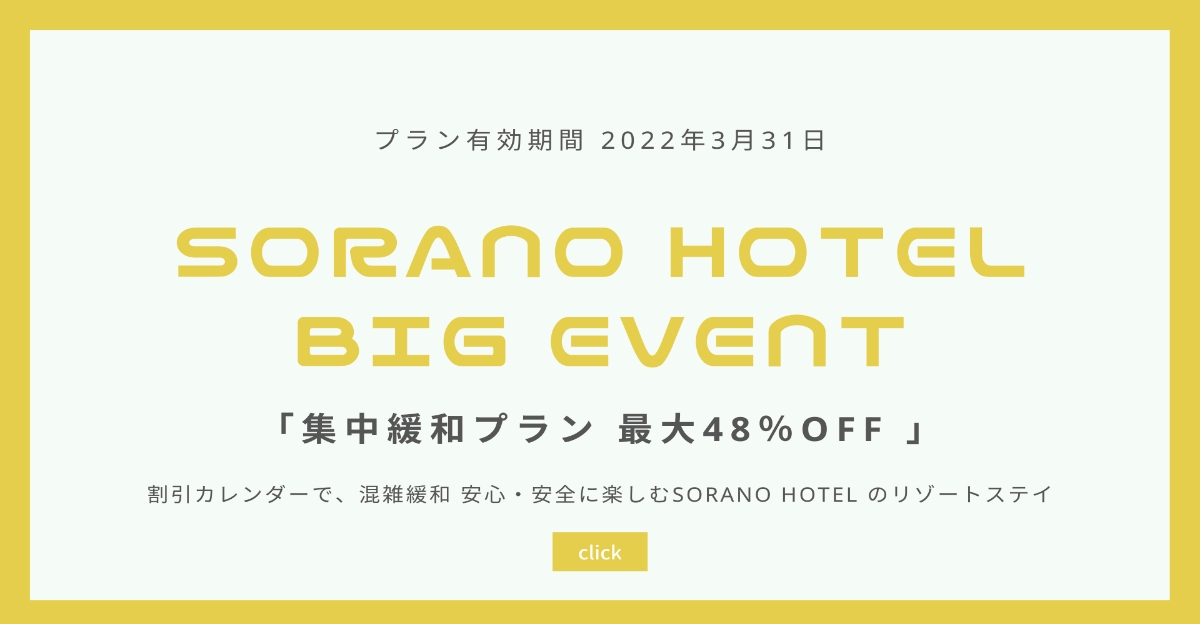 プラン有効期間 2022年3月31日
SORANO HOTEL
BIG EVENT
「集中緩和プラン 最大48%OFF 」
割引カレンダーで、混雑緩和 安心・安全に楽しむSORANO HOTEL のリゾートステイ
click